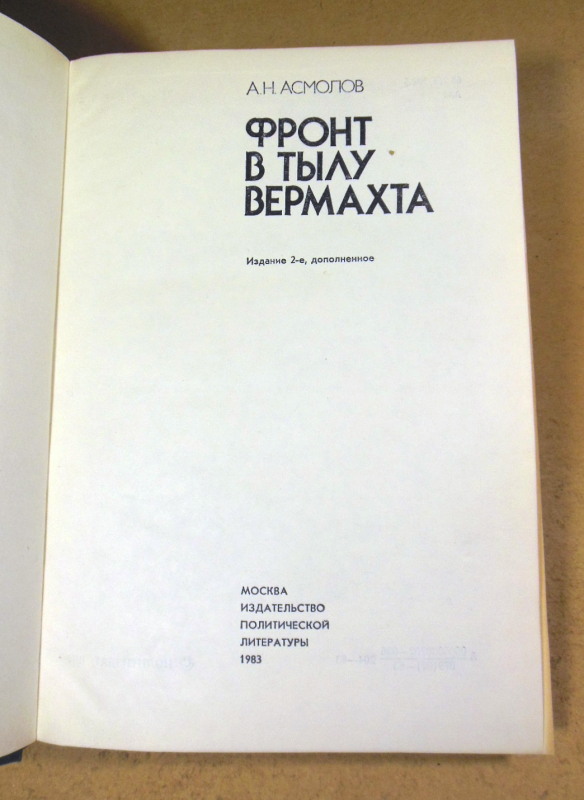 А.Н. АСМОЛОВ
ФРОНТ
В ТЫЛУ
ВЕРМАХТА
Издание 2-е, дополненное
МОСКВА
ИЗДАТЕЛЬСТВО
ПОЛИТИЧЕСКОЙ
ЛИТЕРАТУРЫ
1983